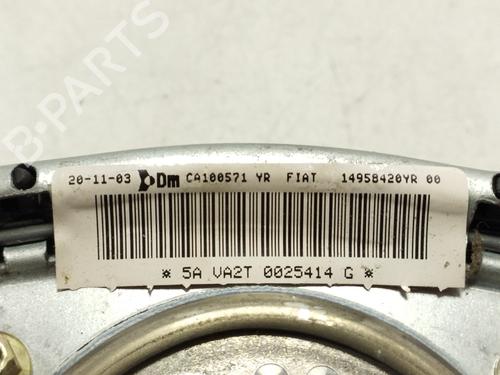 B-PARTS
20-11-03 Dm CA100571 YR FIAT 14958420YR 00
* 5A VA2T 0025414 G *